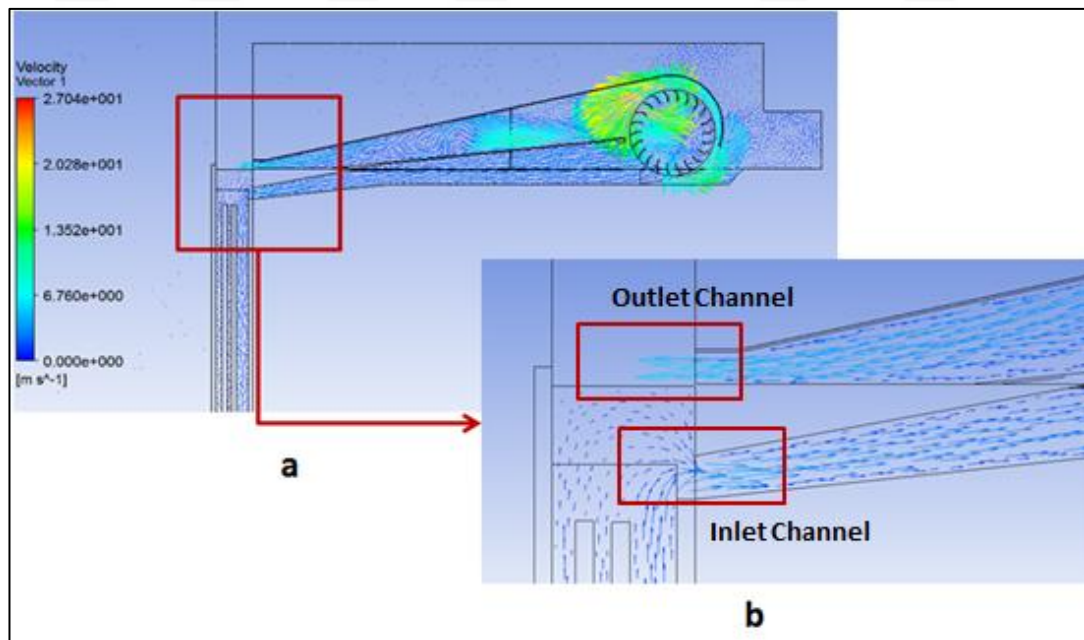 Velocity
Vector 1
2.704e+001
2.028e+001
1.352e+001
6.760e+000
0.000e+000
[m s^-1]
Outlet Channel
a
Inlet Channel
b